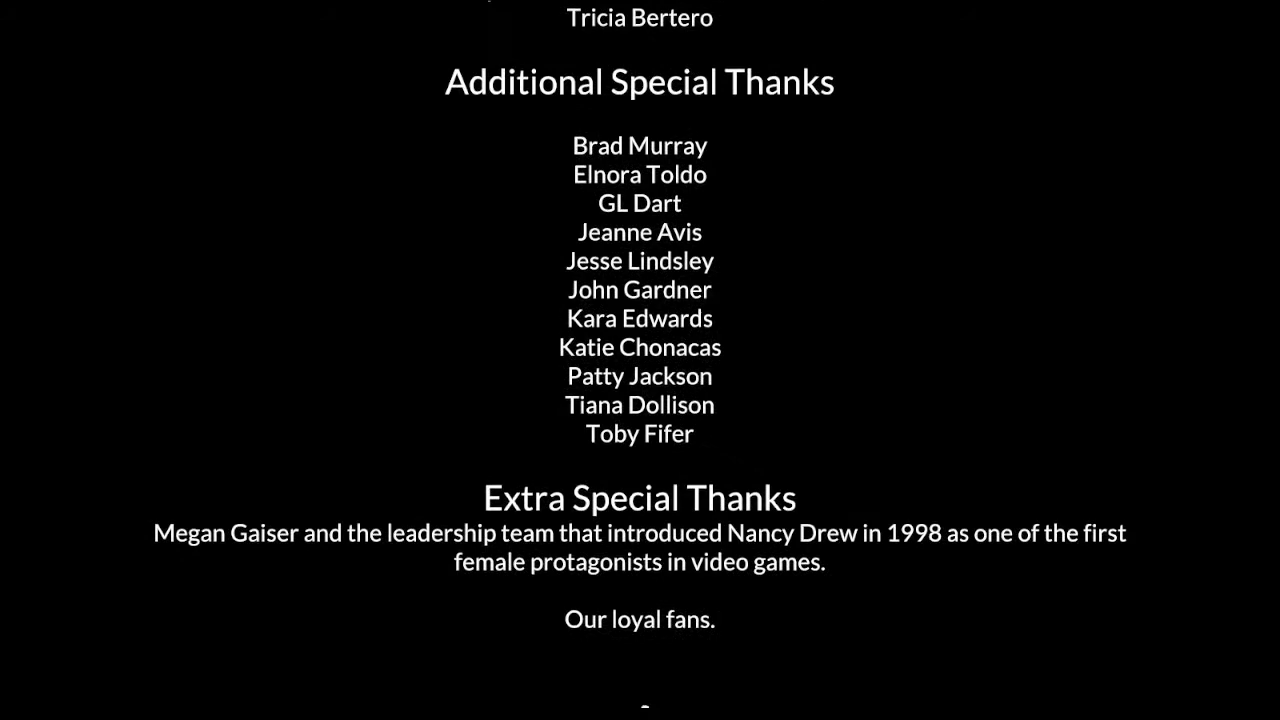 Tricia Bertero
Additional Special Thanks
Brad Murray
Elnora Toldo
GL Dart
Jeanne Avis
Jesse Lindsley
John Gardner
Kara Edwards
Katie Chonacas
Patty Jackson
Tiana Dollison
Toby Fifer
Extra Special Thanks
Megan Gaiser and the leadership team that introduced Nancy Drew in 1998 as one of the first
female protagonists in video games.
Our loyal fans.